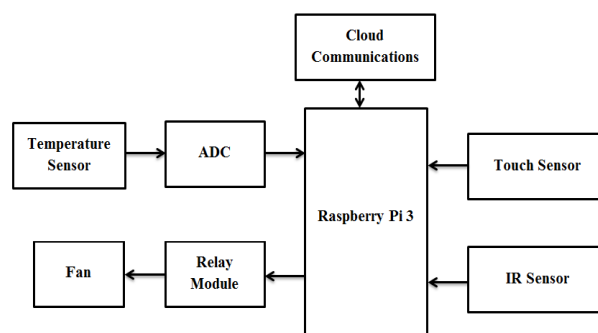 Cloud
Communications
Temperature
Sensor
ADC
Touch Sensor
Raspberry Pi 3
Fan
Relay
Module
IR Sensor